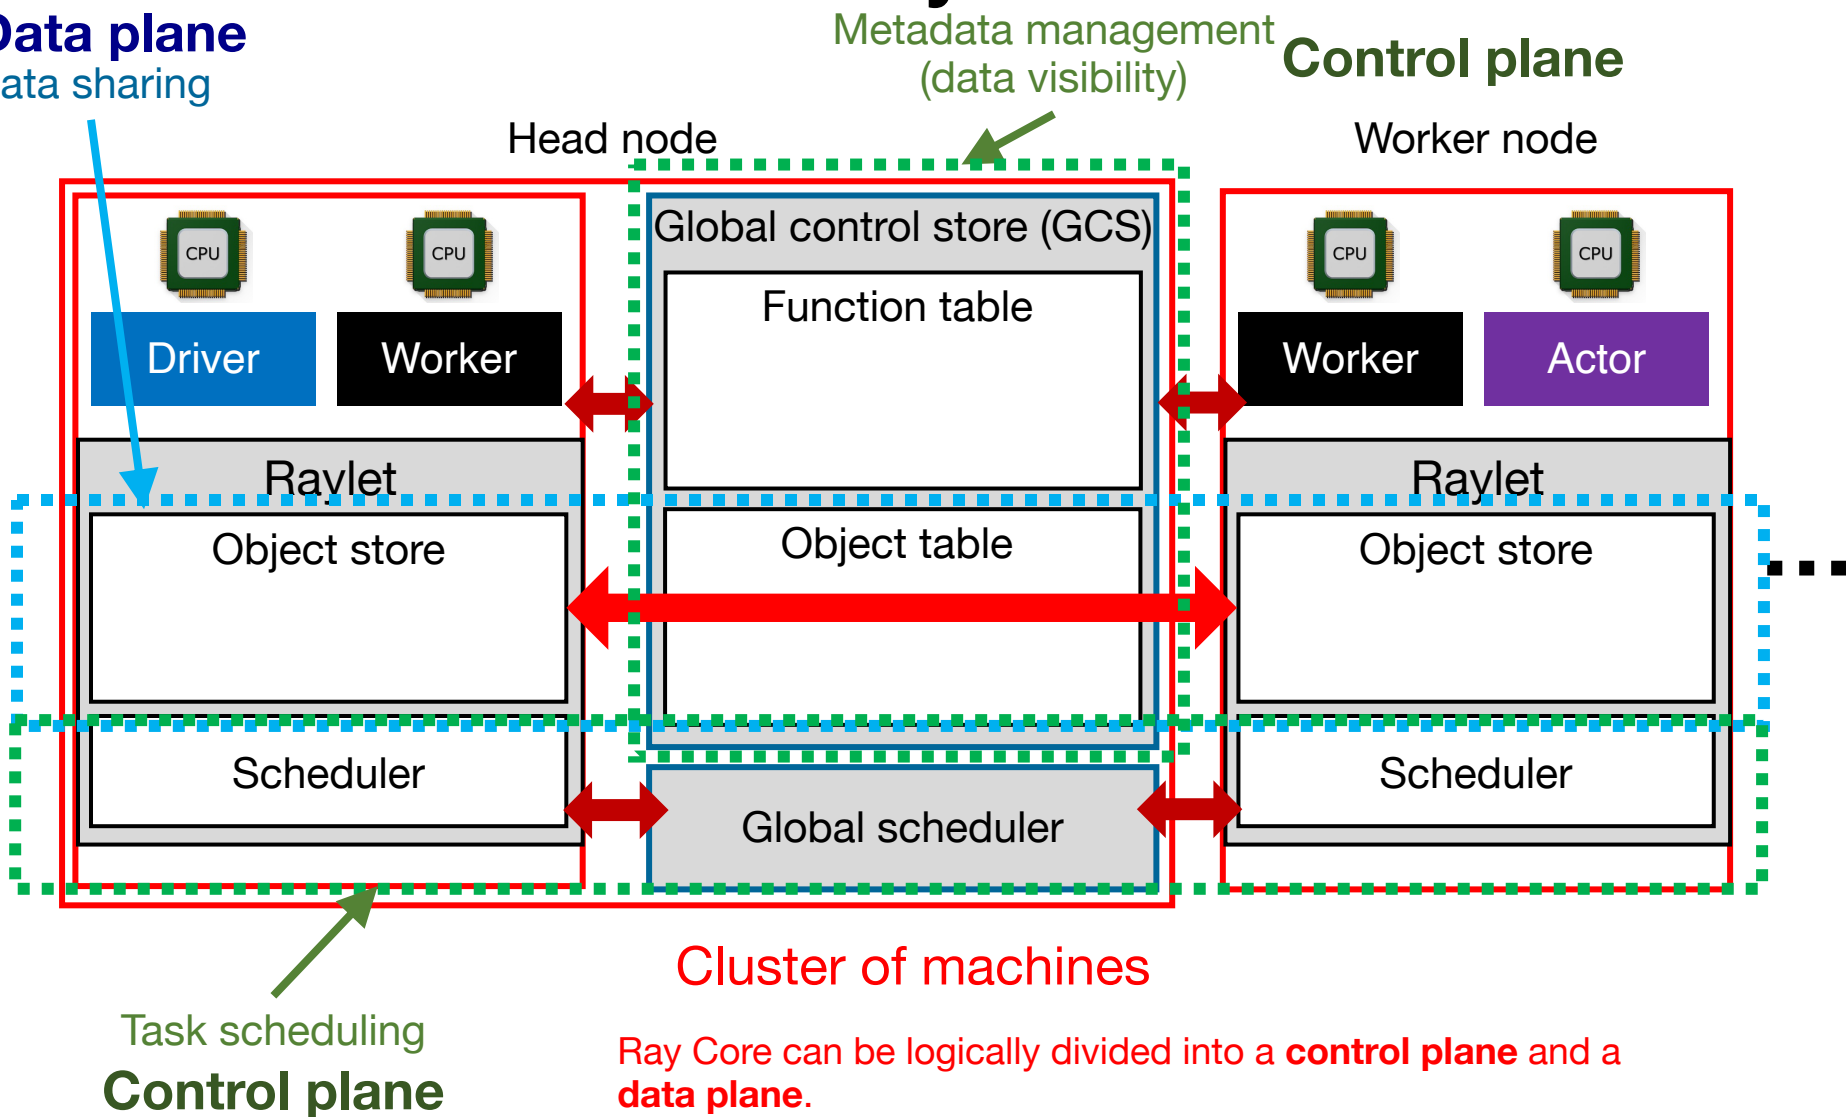 Data plane
ata sharing
Metadata management
(data visibility)
Control plane
Head node
Worker node
CPU
CPU
Driver
Worker
Global control store (GCS)
Function table
Object table
CPU
CPU
Worker
Actor
Raylet
Object store
Scheduler
Global scheduler
Raylet
Object store
Scheduler
Cluster of machines
Task scheduling
Control plane
Ray Core can be logically divided into a control plane and a
data plane.